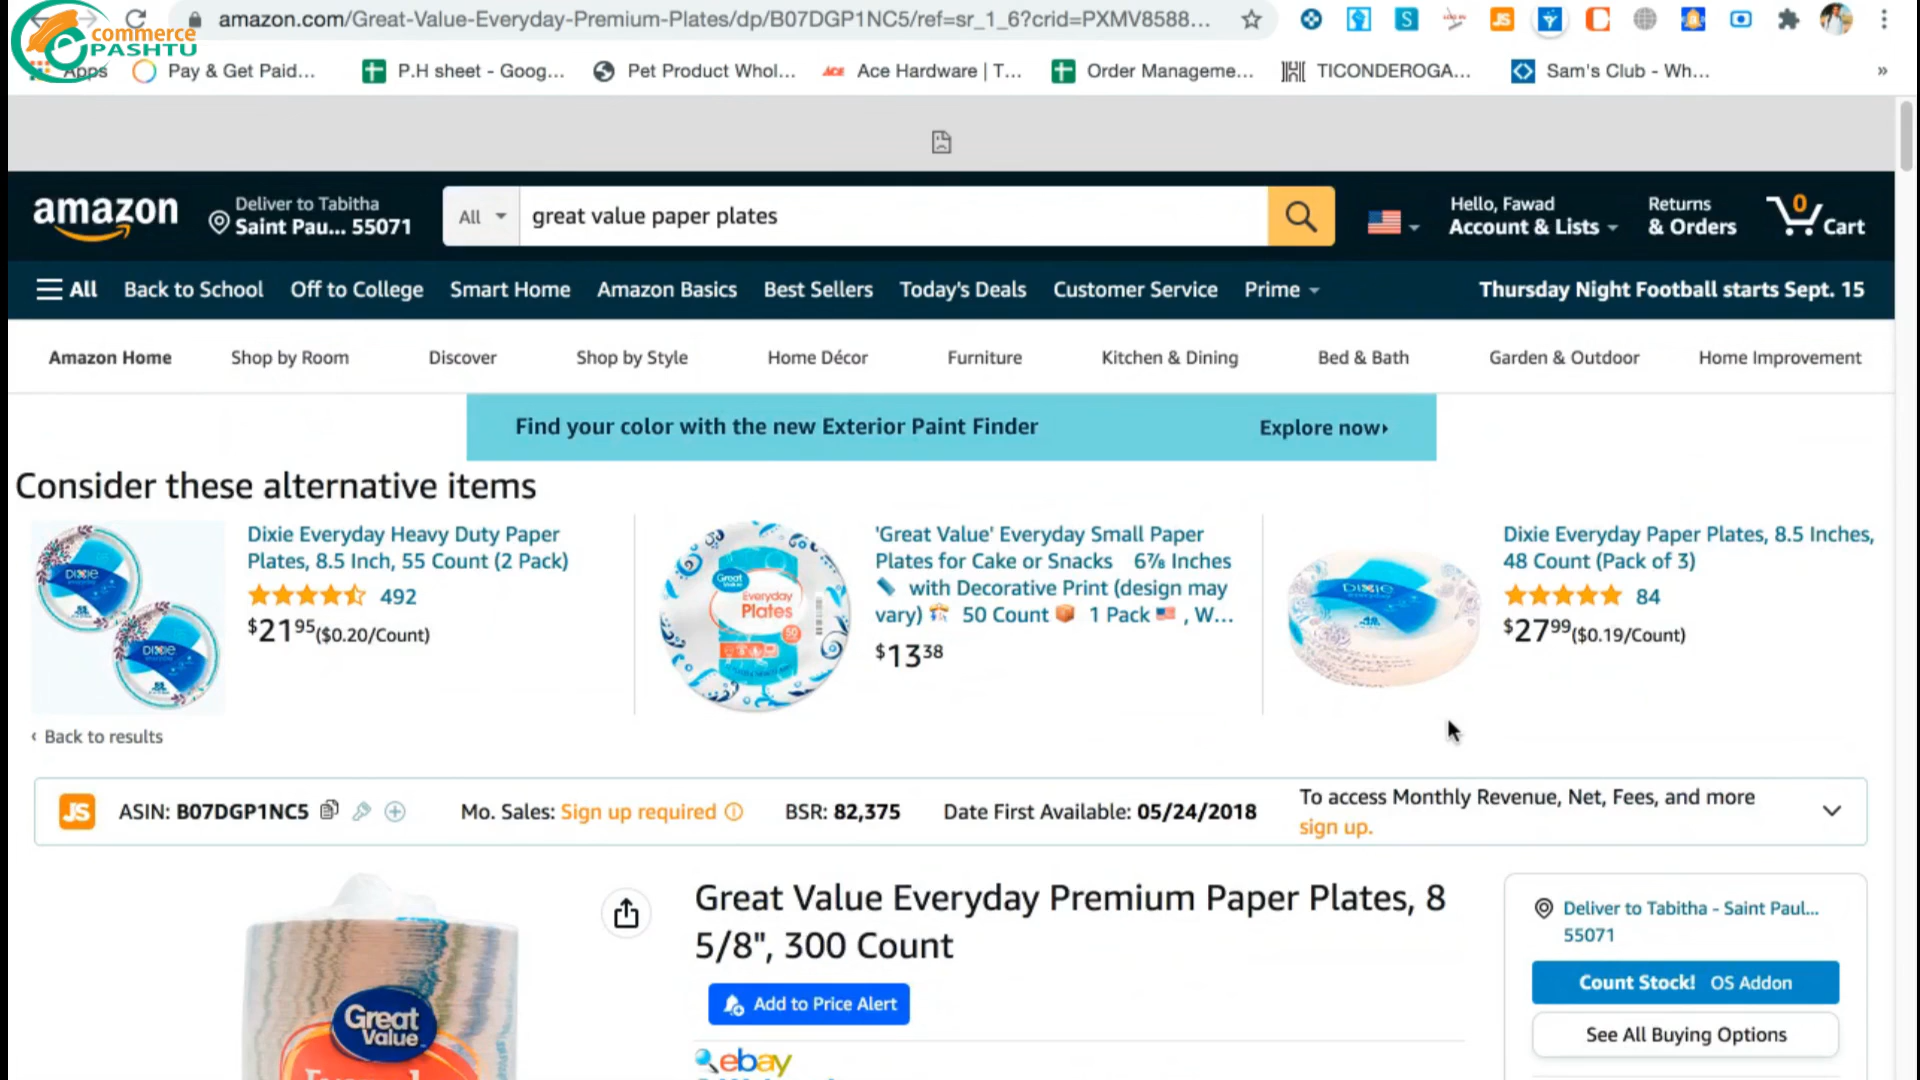 commerce
PASHTU
amazon.com/Great-Value-Everyday-Premium-Plates/dp/B07DGP1NC5/ref=sr_1_6?crid=PXMV8588...
Apps
Pay & Get Paid...
P.H sheet - Goog...
Pet Product Whol...
ACE
Ace Hardware | T...
Order Manageme...
TICONDEROGA...
Sam's Club - Wh...
»
amazon
Deliver to Tabitha
Saint Pau... 55071
All
great value paper plates
Hello, Fawad
Account & Lists
Returns
& Orders
0
Cart
All
Back to School
Off to College
Smart Home
Amazon Basics
Best Sellers
Today's Deals
Customer Service
Prime
Thursday Night Football starts Sept. 15
Amazon Home
Shop by Room
Discover
Shop by Style
Home Décor
Furniture
Kitchen & Dining
Bed & Bath
Garden & Outdoor
Home Improvement
Find your color with the new Exterior Paint Finder
Explore now
Consider these alternative items
DIXIE
DIXIE
Dixie Everyday Heavy Duty Paper
Plates, 8.5 Inch, 55 Count (2 Pack)
492
$21.95($0.20/Count)
Great
Value
Everyday
Plates
50
'Great Value' Everyday Small Paper
Plates for Cake or Snacks 6⅞ Inches
with Decorative Print (design may
vary) 50 Count 1 Pack , W...
$13.38
DIXIE
Dixie Everyday Paper Plates, 8.5 Inches,
48 Count (Pack of 3)
84
$27.99($0.19/Count)
‹ Back to results
JS
ASIN: B07DGP1NC5
Mo. Sales: Sign up required
BSR: 82,375
Date First Available: 05/24/2018
To access Monthly Revenue, Net, Fees, and more
sign up.
Great
Value
Great Value Everyday Premium Paper Plates, 8
5/8", 300 Count
Add to Price Alert
ebay
Deliver to Tabitha - Saint Paul...
55071
Count Stock! OS Addon
See All Buying Options